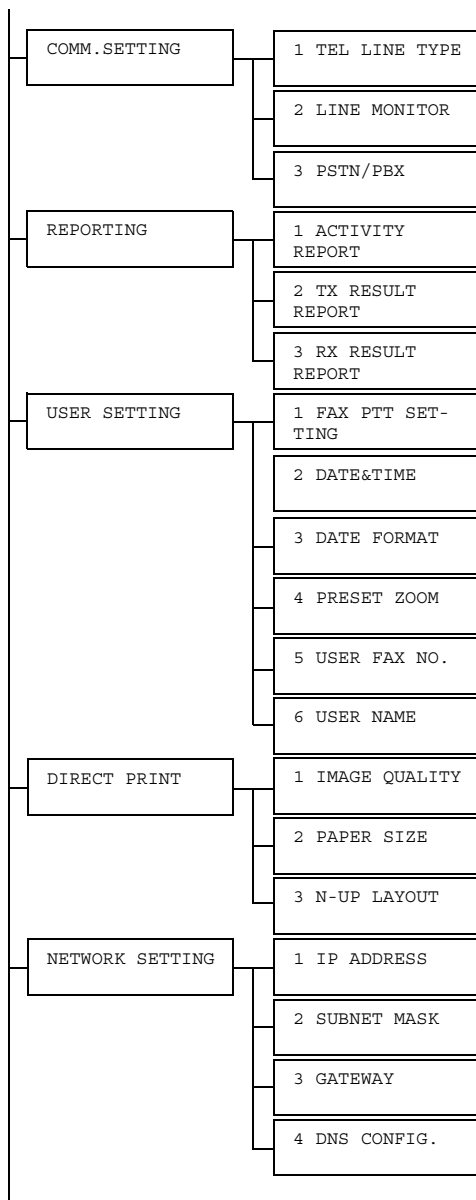 COMM.SETTING
1 TEL LINE TYPE
2 LINE MONITOR
3 PSTN/PBX
REPORTING
1 ACTIVITY
REPORT
2 TX RESULT
REPORT
3 RX RESULT
REPORT
USER SETTING
1 FAX PTT SET-
TING
2 DATE&TIME
3 DATE FORMAT
4 PRESET ZOOM
5 USER FAX NO.
6 USER NAME
DIRECT PRINT
1 IMAGE QUALITY
2 PAPER SIZE
3 N-UP LAYOUT
NETWORK SETTING
1 IP ADDRESS
2 SUBNET MASK
3 GATEWAY
4 DNS CONFIG.